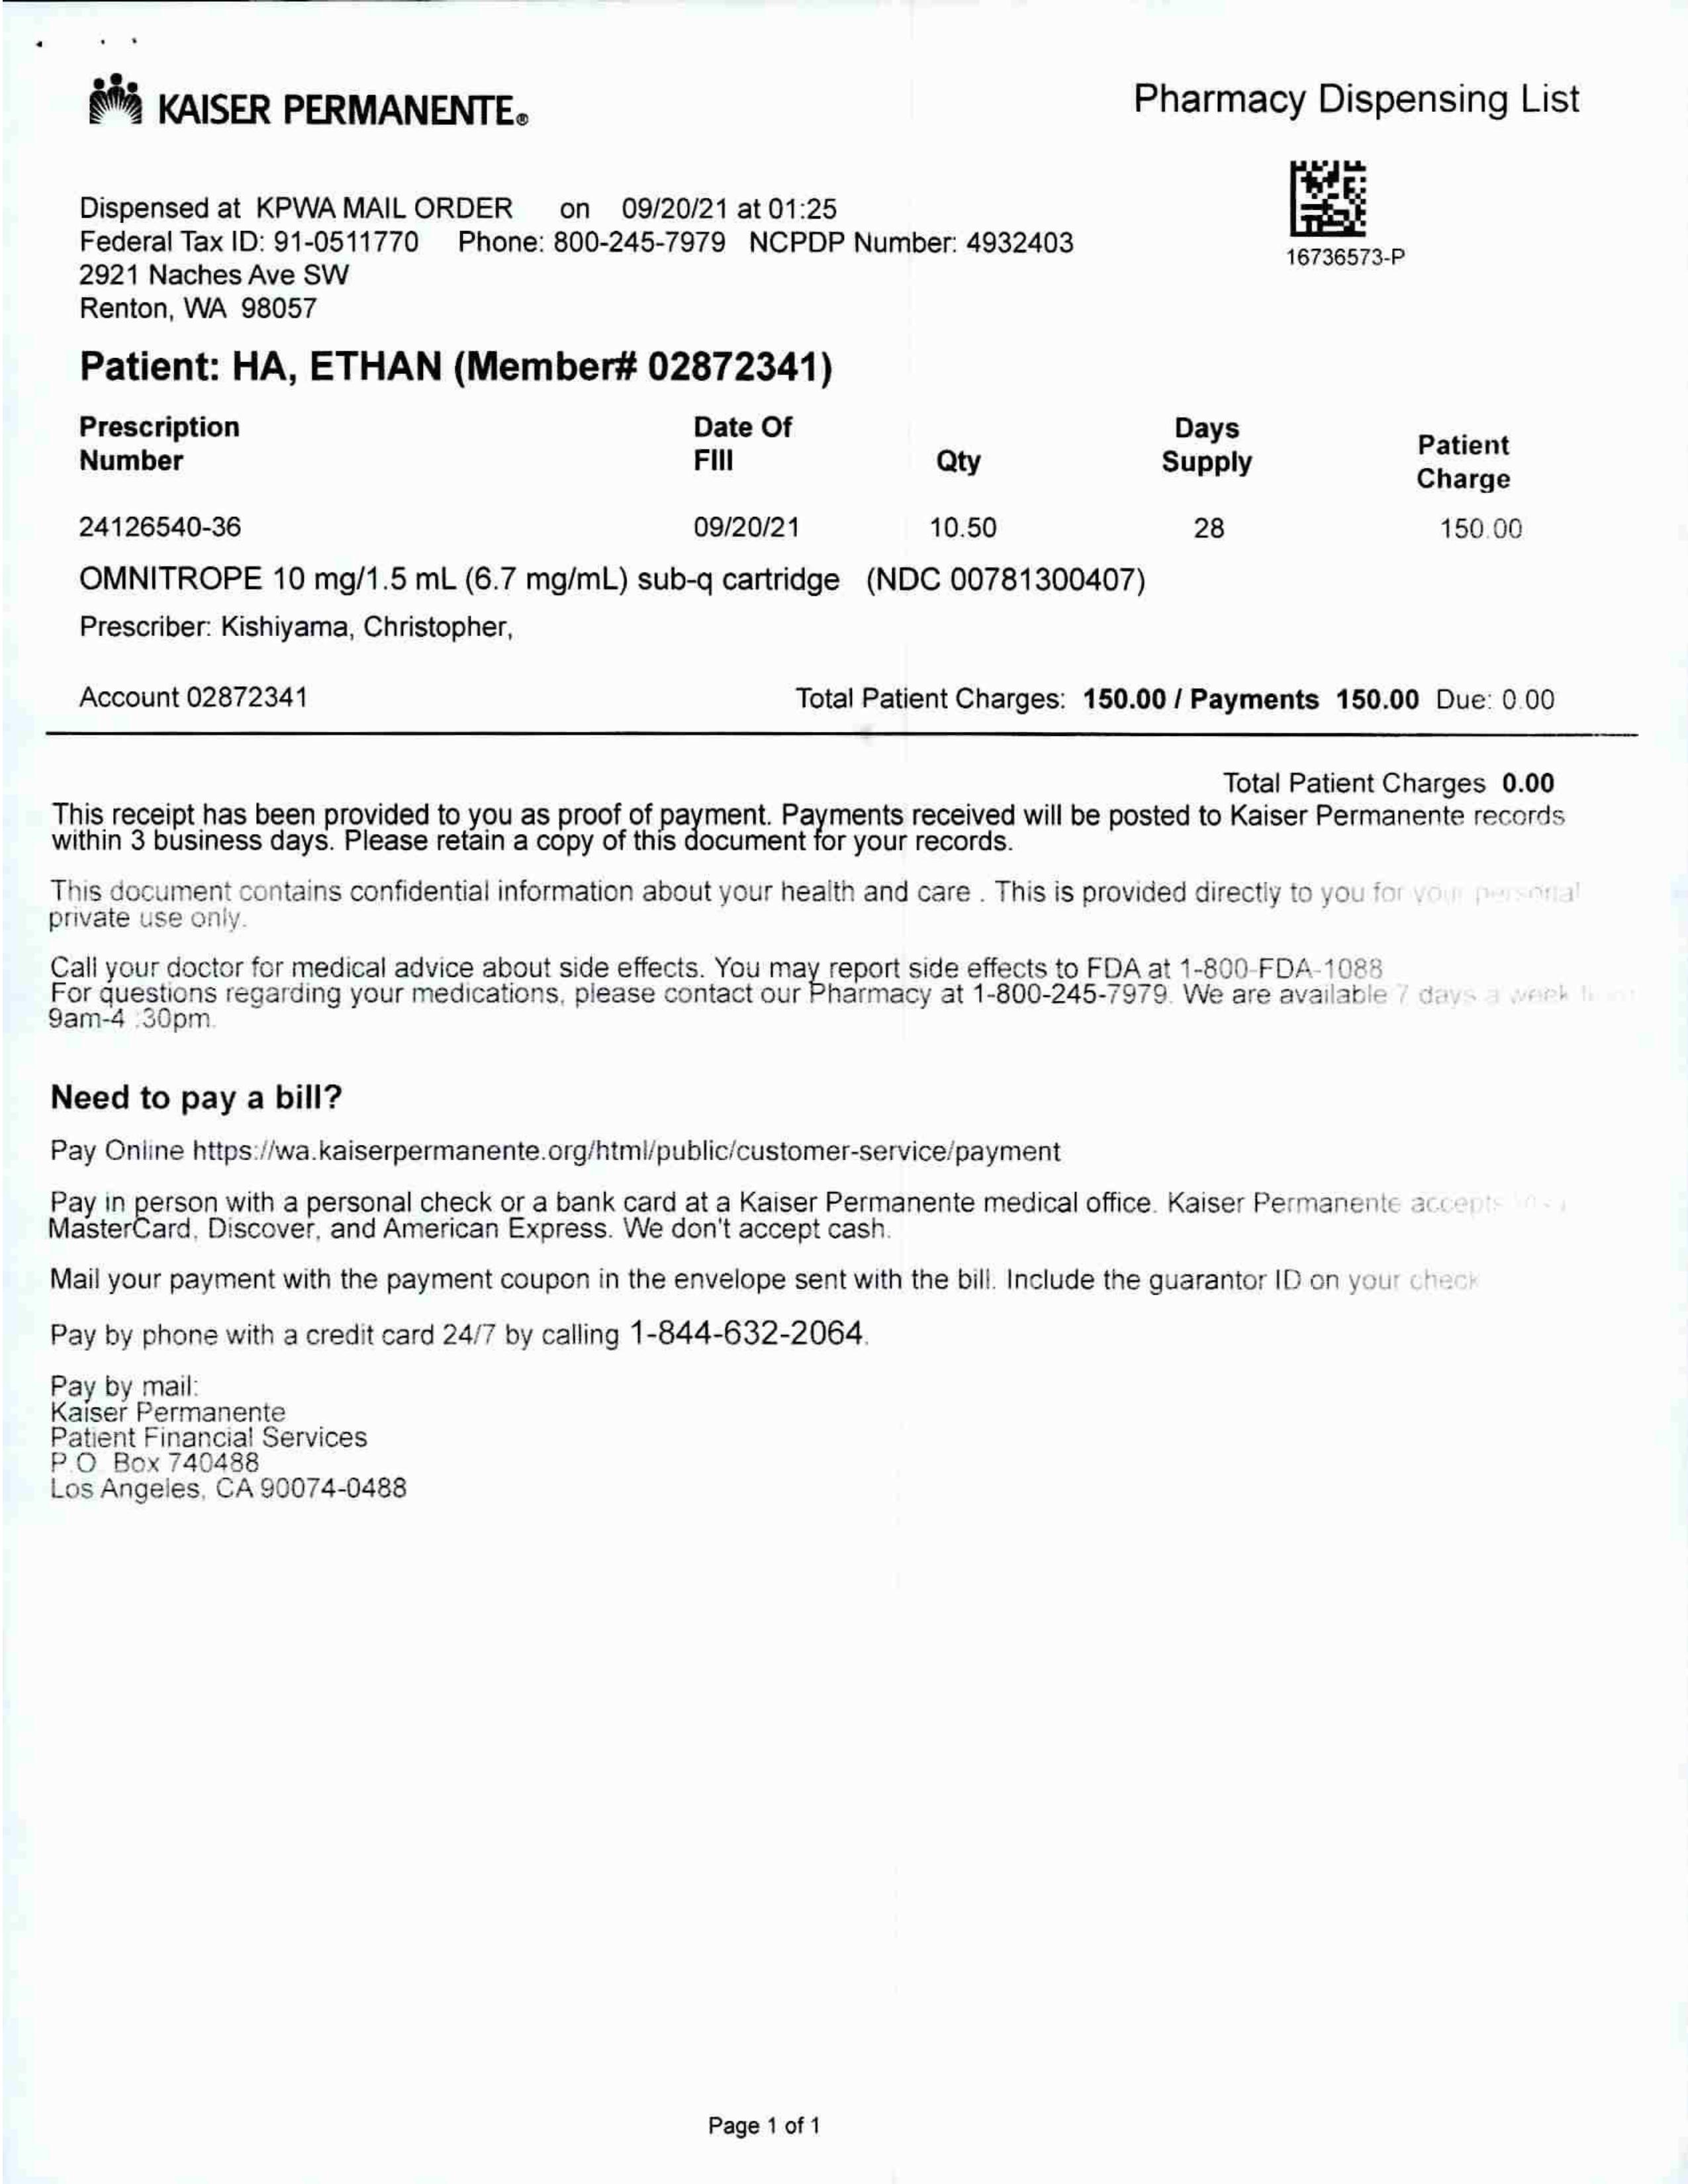 KAISER PERMANENTE®
Pharmacy Dispensing List
Dispensed at KPWA MAIL ORDER on 09/20/21 at 01:25
Federal Tax ID: 91-0511770 Phone: 800-245-7979 NCPDP Number: 4932403
2921 Naches Ave SW
Renton, WA 98057
16736573-P
Patient: HA, ETHAN (Member# 02872341)
Prescription Number Date Of FIll Qty Days Supply Patient Charge
24126540-36 09/20/21 10.50 28 150.00
OMNITROPE 10 mg/1.5 mL (6.7 mg/mL) sub-q cartridge (NDC 00781300407)
Prescriber: Kishiyama, Christopher,
Account 02872341 Total Patient Charges: 150.00 / Payments 150.00 Due: 0.00
Total Patient Charges 0.00
This receipt has been provided to you as proof of payment. Payments received will be posted to Kaiser Permanente records
within 3 business days. Please retain a copy of this document for your records.
This document contains confidential information about your health and care . This is provided directly to you for your personal
private use only.
Call your doctor for medical advice about side effects. You may report side effects to FDA at 1-800-FDA-1088
For questions regarding your medications, please contact our Pharmacy at 1-800-245-7979. We are available 7 days a week
9am-4 :30pm.
Need to pay a bill?
Pay Online https://wa.kaiserpermanente.org/html/public/customer-service/payment
Pay in person with a personal check or a bank card at a Kaiser Permanente medical office. Kaiser Permanente accepts
MasterCard, Discover, and American Express. We don't accept cash.
Mail your payment with the payment coupon in the envelope sent with the bill. Include the guarantor ID on your check
Pay by phone with a credit card 24/7 by calling 1-844-632-2064.
Pay by mail:
Kaiser Permanente
Patient Financial Services
P.O. Box 740488
Los Angeles, CA 90074-0488
Page 1 of 1